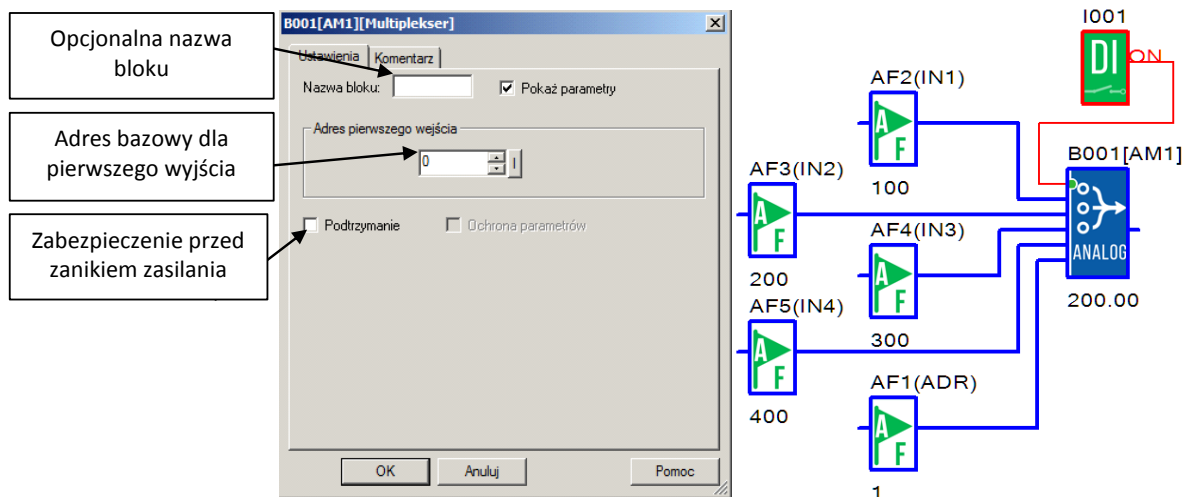 Opcjonalna nazwa
bloku
Adres bazowy dla
pierwszego wyjścia
Zabezpieczenie przed
zanikiem zasilania
B001[AM1][Multiplekser]
Ustawienia
Komentarz
Nazwa bloku:
Pokaż parametry
Adres pierwszego wejścia
0
I
Podtrzymanie
Ochrona parametrów
OK
Anuluj
Pomoc
I001
DI
ON
AF2(IN1)
A
F
100
B001[AM1]
ANALOG
200.00
AF3(IN2)
A
F
200
AF4(IN3)
A
F
300
AF5(IN4)
A
F
400
AF1(ADR)
A
F
1